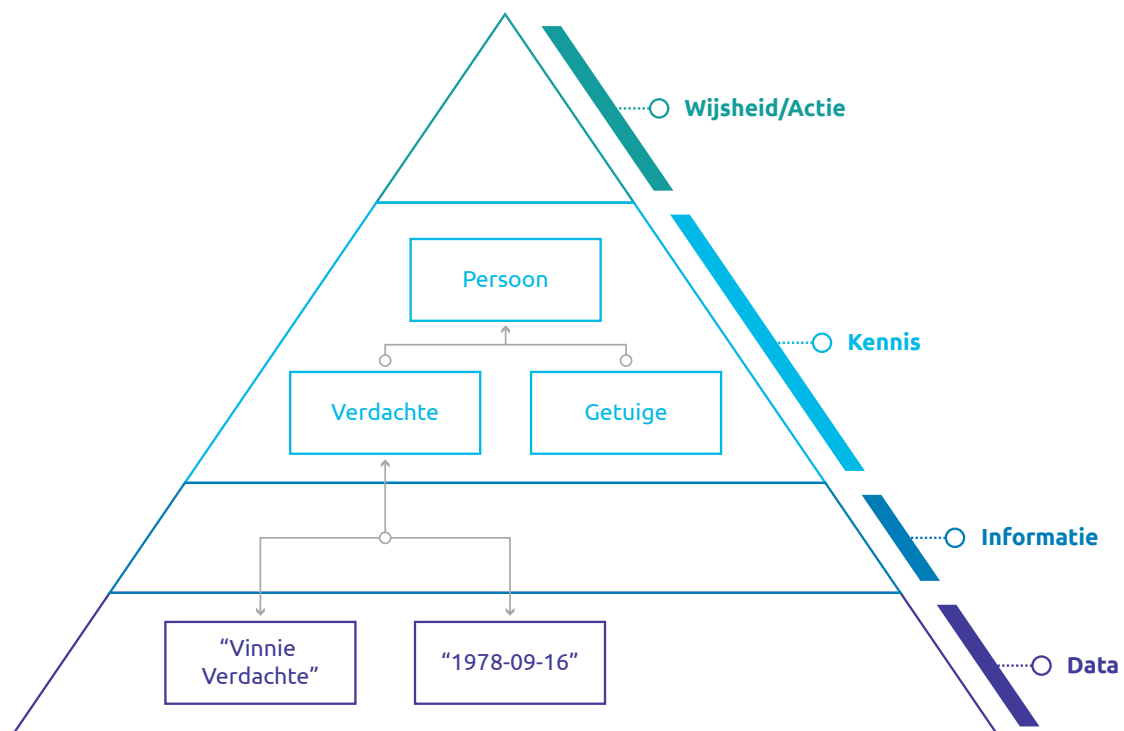 Wijsheid/Actie
Persoon
Kennis
Verdachte
Getuige
Informatie
“Vinnie
Verdachte”
“1978-09-16”
Data